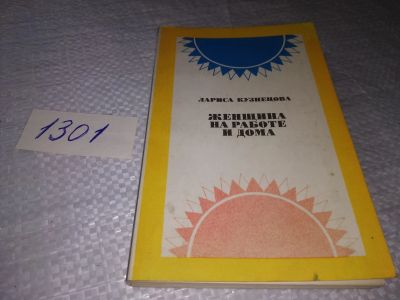 1301
ЛАРИСА КУЗНЕЦОВА
ЖЕНЩИНА
НА РАБОТЕ
И ДОМА